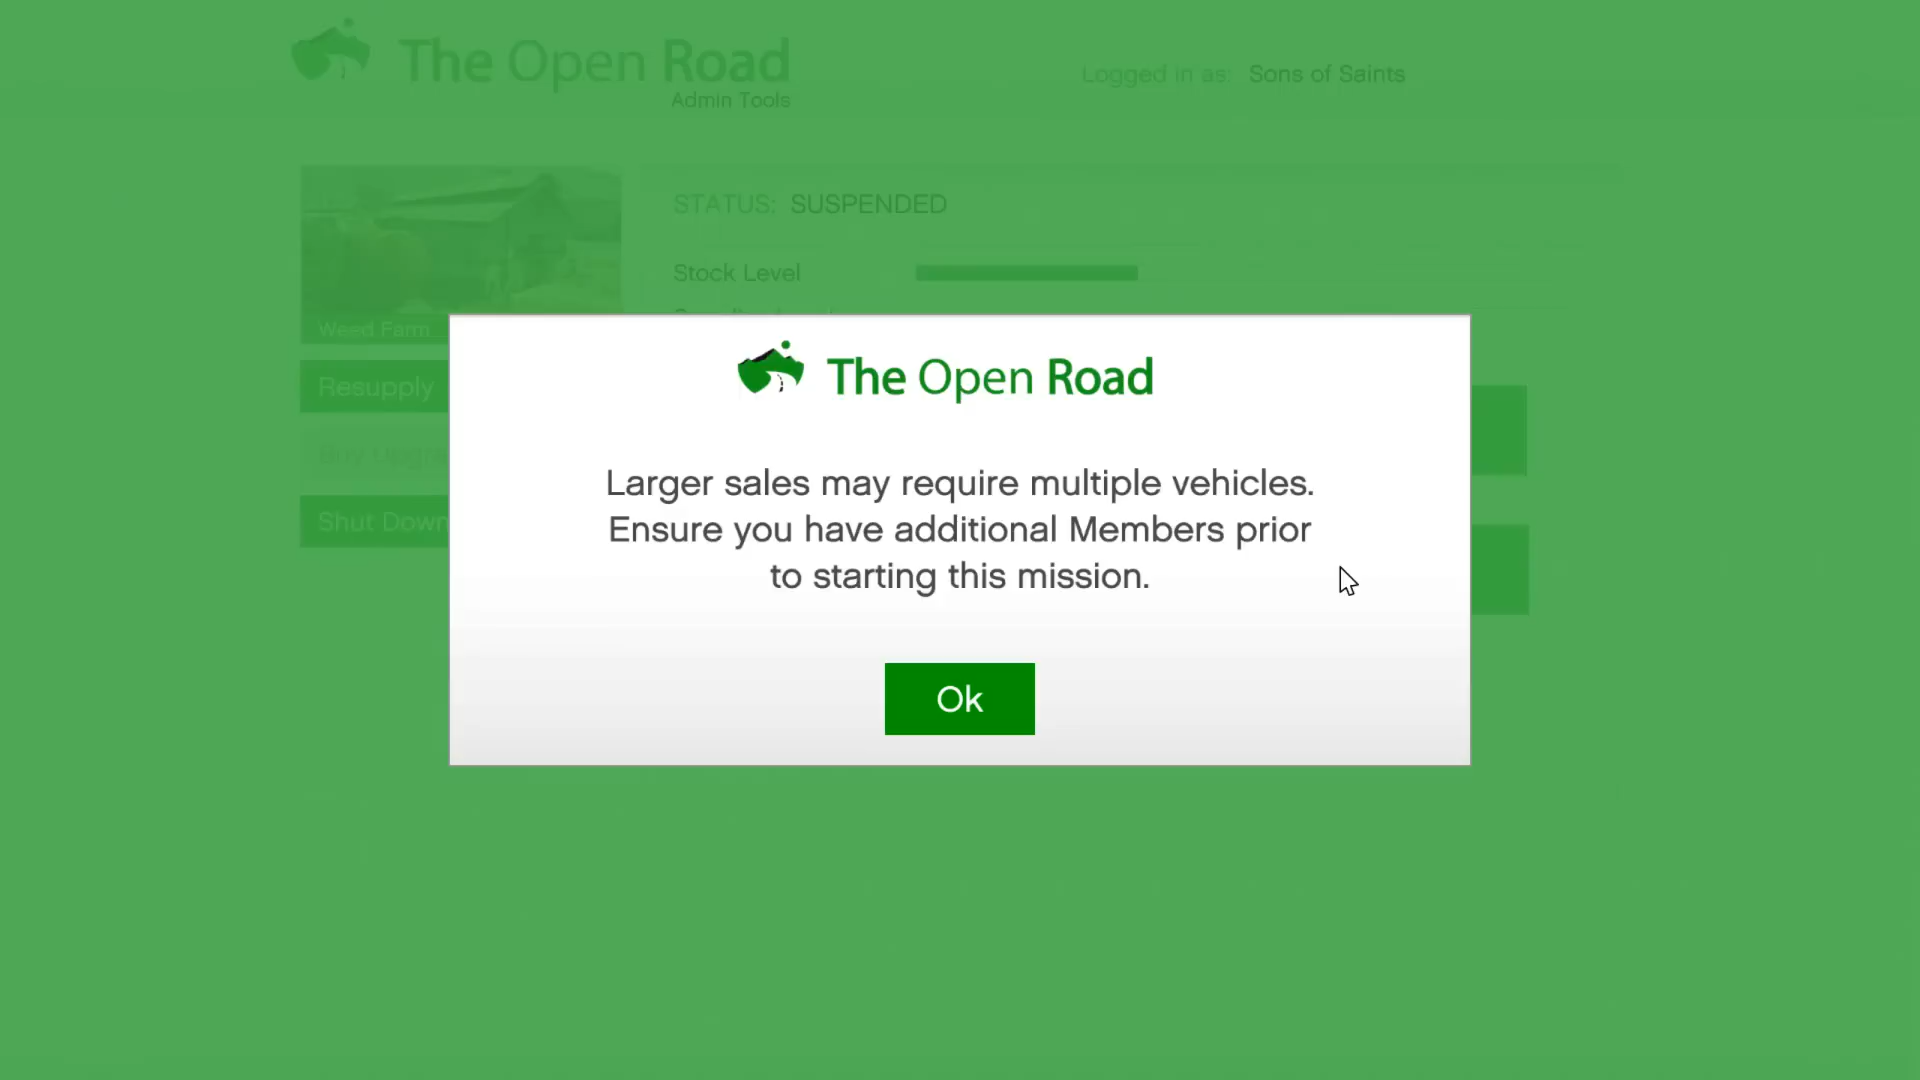 The Open Road
Admin Tools
Logged in as: Sons of Saints
STATUS: SUSPENDED
Stock Level
Weed Farm
Resupply
Shut Down
The Open Road
Larger sales may require multiple vehicles.
Ensure you have additional Members prior
to starting this mission.
Ok